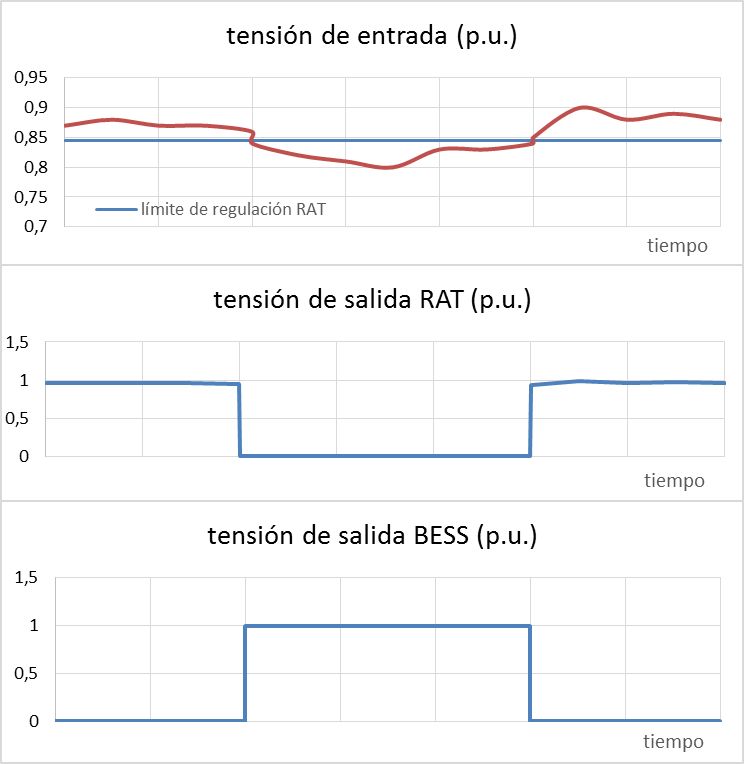 tensión de entrada (p.u.)
0,95
0,9
0,85
0,8
0,75
0,7
límite de regulación RAT
tiempo
tensión de salida RAT (p.u.)
1,5
1
0,5
0
tiempo
tensión de salida BESS (p.u.)
1,5
1
0,5
0
tiempo